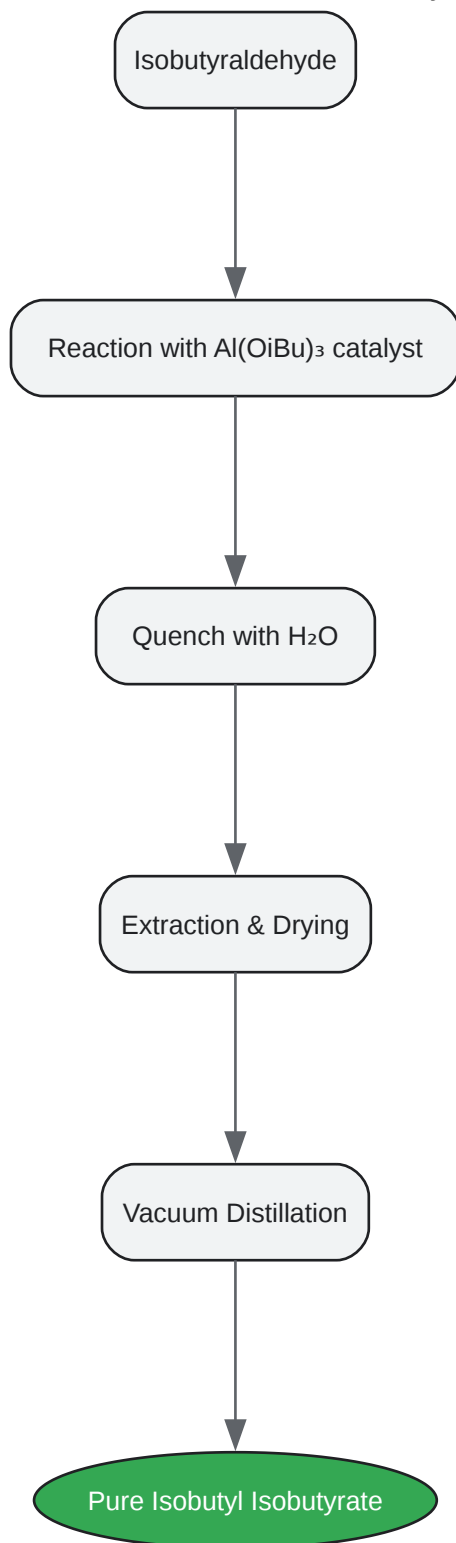 Isobutyraldehyde
Reaction with Al(OiBu)₃ catalyst
Quench with H₂O
Extraction & Drying
Vacuum Distillation
Pure Isobutyl Isobutyrate